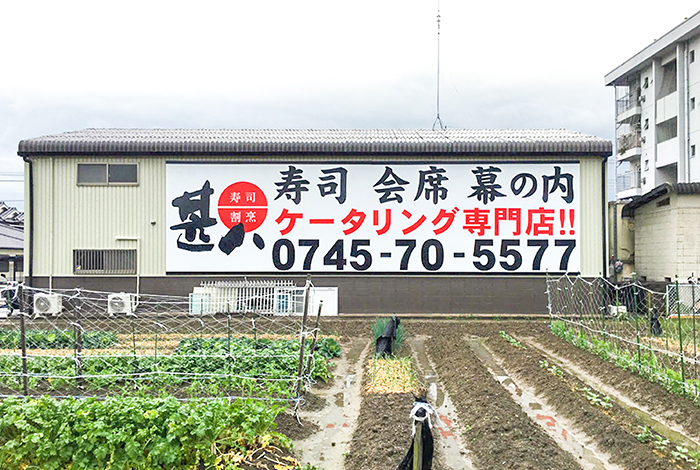 甚八
寿司
割烹
寿司 会席 幕の内
ケータリング専門店!!
0745-70-5577